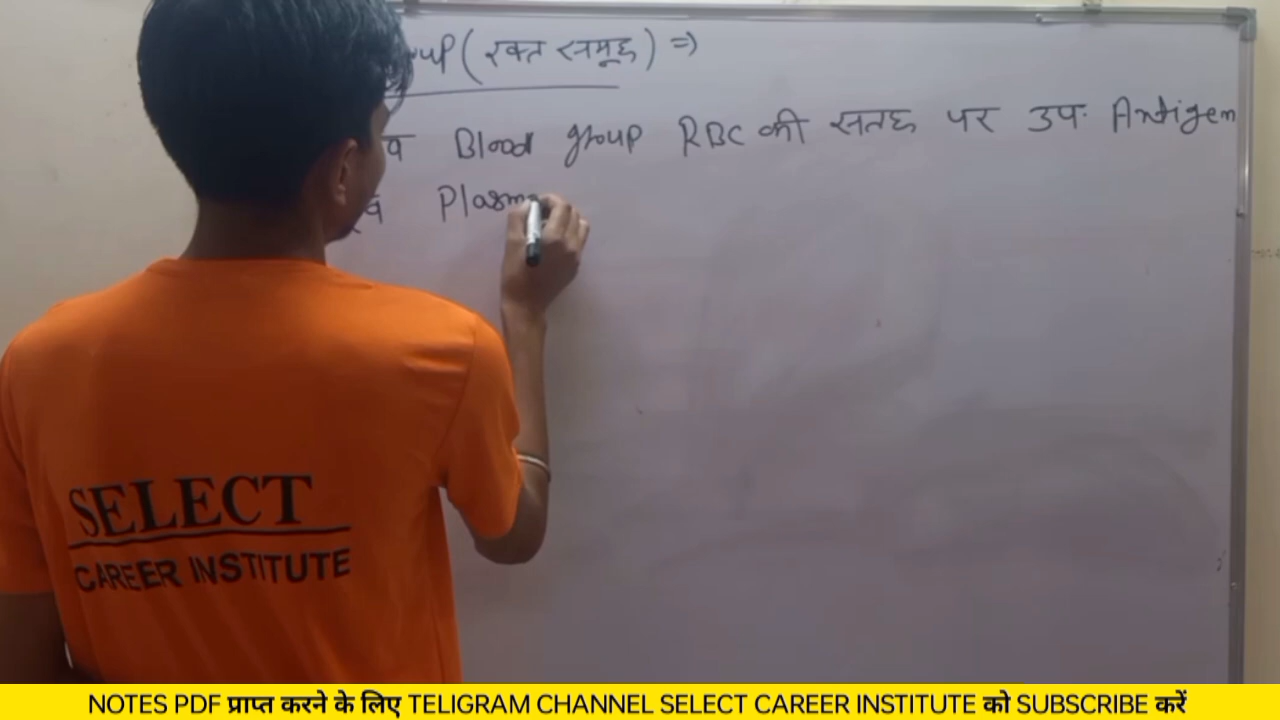 ( रक्त समूह ) ⇒
Blood group RBC की सतह पर उप. Antigen
Plasma
SELECT
CAREER INSTITUTE
NOTES PDF प्राप्त करने के लिए TELIGRAM CHANNEL SELECT CAREER INSTITUTE को SUBSCRIBE करें